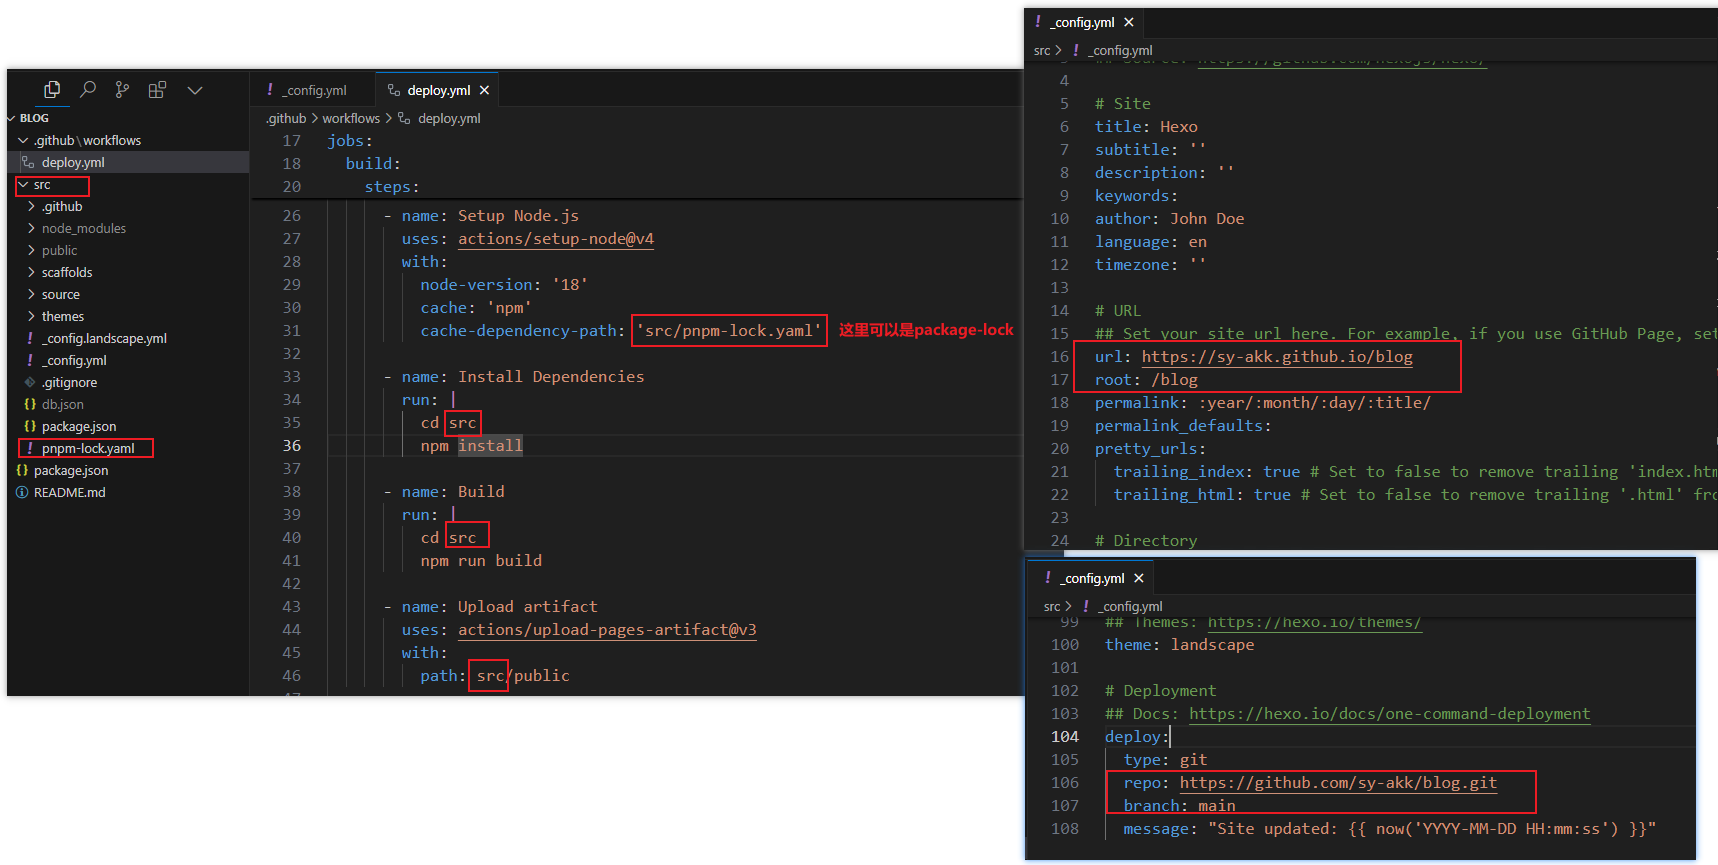 BLOG
.github\workflows
deploy.yml
src
.github
node_modules
public
scaffolds
source
themes
! _config.landscape.yml
! _config.yml
.gitignore
{} db.json
{} package.json
! pnpm-lock.yaml
{} package.json
README.md
! _config.yml
deploy.yml ×
.github > workflows > deploy.yml
17 jobs:
18 build:
20 steps:
26 - name: Setup Node.js
27 uses: actions/setup-node@v4
28 with:
29 node-version: '18'
30 cache: 'npm'
31 cache-dependency-path: 'src/pnpm-lock.yaml' 这里可以是package-lock
32
33 - name: Install Dependencies
34 run: |
35 cd src
36 npm install
37
38 - name: Build
39 run: |
40 cd src
41 npm run build
42
43 - name: Upload artifact
44 uses: actions/upload-pages-artifact@v3
45 with:
46 path: src/public
! _config.yml ×
src > ! _config.yml
## Source: https://github.com/hexojs/hexo/
4
5 # Site
6 title: Hexo
7 subtitle: ''
8 description: ''
9 keywords:
10 author: John Doe
11 language: en
12 timezone: ''
13
14 # URL
15 ## Set your site url here. For example, if you use GitHub Page, set
16 url: https://sy-akk.github.io/blog
17 root: /blog
18 permalink: :year/:month/:day/:title/
19 permalink_defaults:
20 pretty_urls:
21 trailing_index: true # Set to false to remove trailing 'index.htm
22 trailing_html: true # Set to false to remove trailing '.html' fro
23
24 # Directory
! _config.yml ×
src > ! _config.yml
99 ## Themes: https://hexo.io/themes/
100 theme: landscape
101
102 # Deployment
103 ## Docs: https://hexo.io/docs/one-command-deployment
104 deploy:
105 type: git
106 repo: https://github.com/sy-akk/blog.git
107 branch: main
108 message: "Site updated: {{ now('YYYY-MM-DD HH:mm:ss') }}"